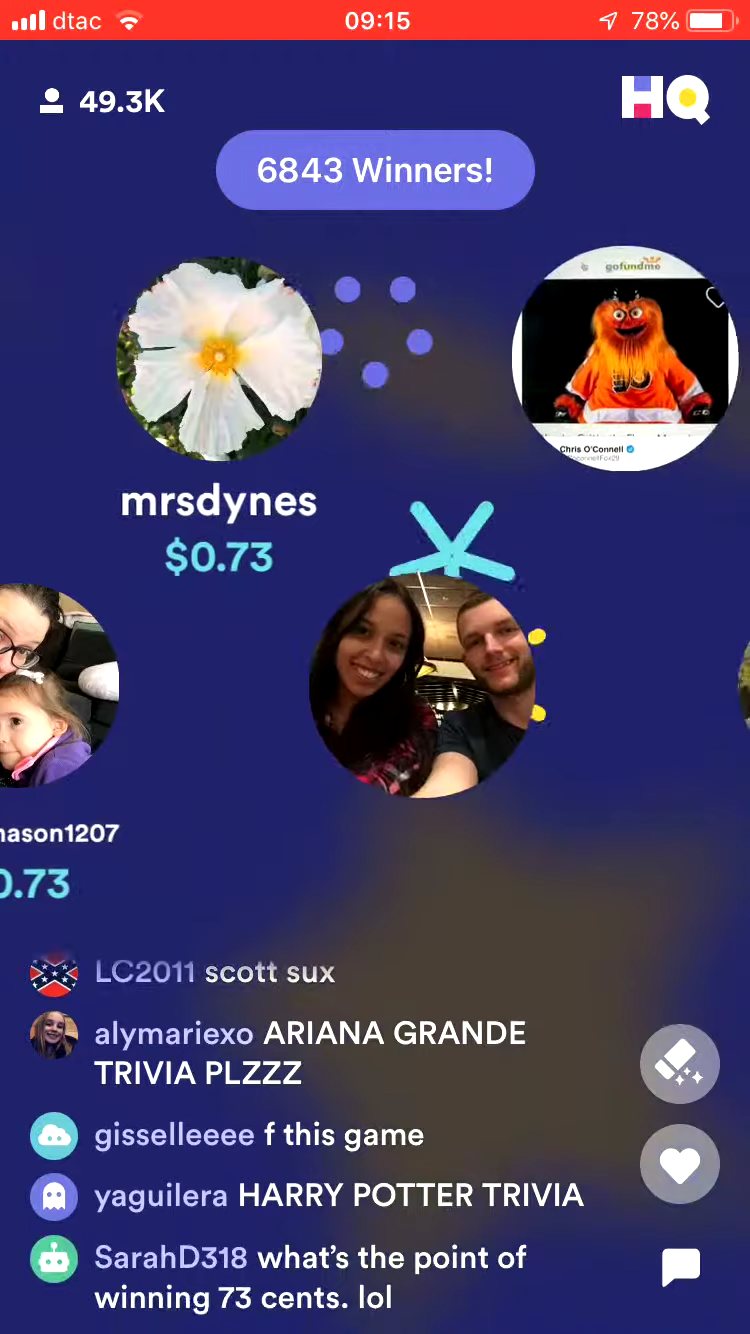 dtac 09:15 78%
49.3K
HQ
6843 Winners!
gofundme
Chris O'Connell
mrsdynes
$0.73
ason1207
0.73
LC2011 scott sux
alymariexo ARIANA GRANDE
TRIVIA PLZZZ
gisselleeee f this game
yaguilera HARRY POTTER TRIVIA
SarahD318 what's the point of
winning 73 cents. lol